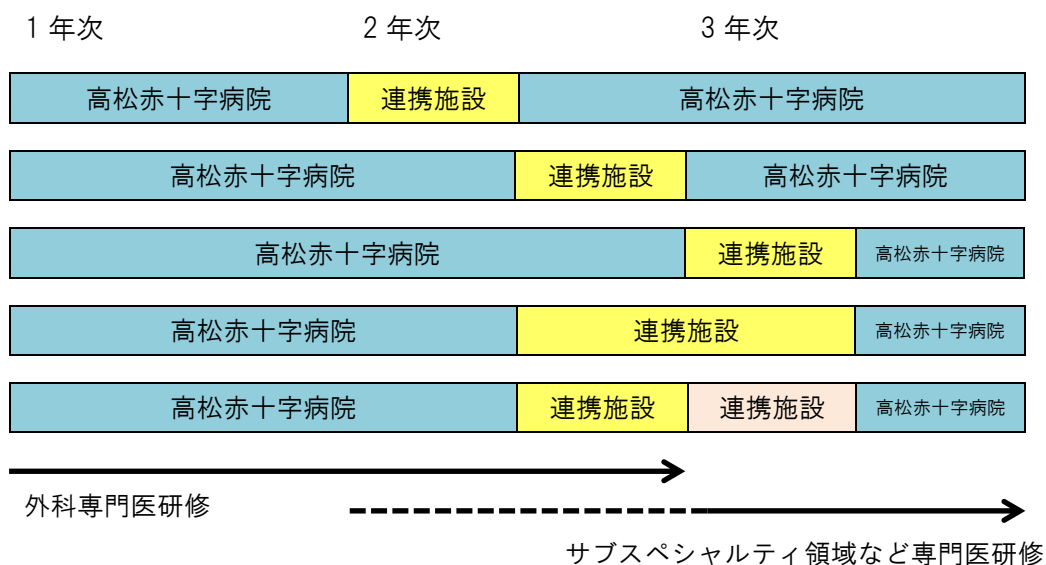 1年次 2年次 3年次
高松赤十字病院 連携施設 高松赤十字病院
高松赤十字病院 連携施設 高松赤十字病院
高松赤十字病院 連携施設 高松赤十字病院
高松赤十字病院 連携施設 高松赤十字病院
高松赤十字病院 連携施設 連携施設 高松赤十字病院
外科専門医研修
サブスペシャルティ領域など専門医研修